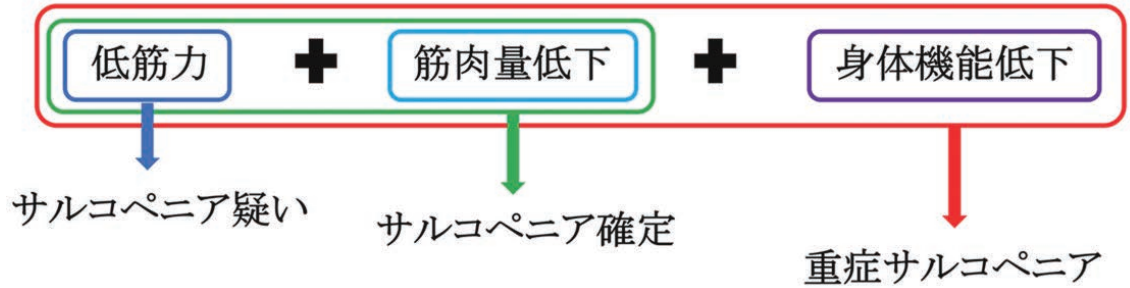 低筋力 + 筋肉量低下 + 身体機能低下
サルコペニア疑い
サルコペニア確定
重症サルコペニア